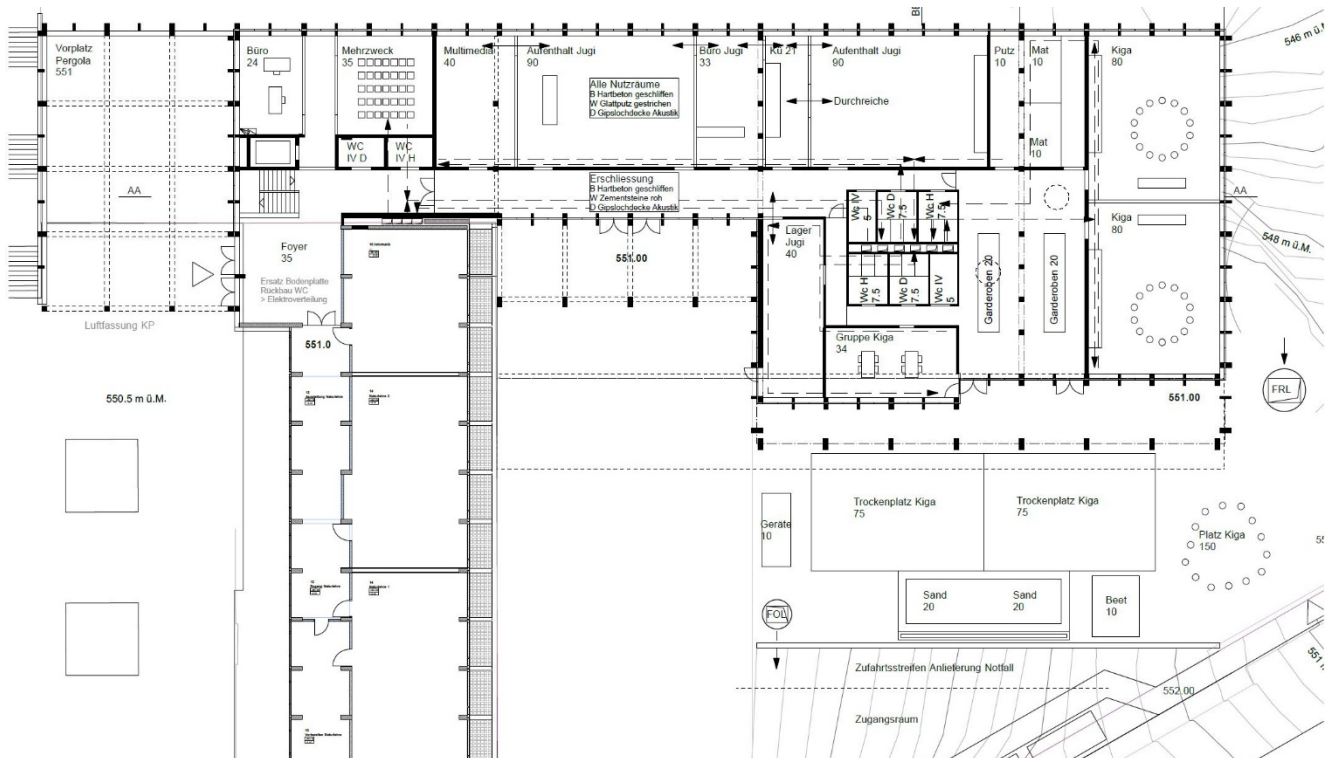 Vorplatz
Pergola
551
Büro
24
Mehrzweck
35
Multimedia
40
Aufenthalt Jugi
90
Büro Jugi
33
Kü 21
Aufenthalt Jugi
90
Putz
10
Mat
10
Kiga
80
546 m ü.M.
Alle Nutzräume
B Hartbeton geschliffen
W Glattputz gestrichen
D Gipslochdecke Akustik
Durchreiche
WC
IV D
WC
IV H
Mat
10
AA
Erschliessung
B Hartbeton geschliffen
W Zementsteine roh
D Gipslochdecke Akustik
AA
Wc IV
5
Wc D
7.5
Wc H
7.5
Kiga
80
548 m ü.M.
Foyer
35
Ersatz Bodenplatte
Rückbau WC
> Elektroverteilung
551.00
Lager
Jugi
40
Wc H
7.5
Wc D
7.5
Wc IV
5
Garderoben 20
Garderoben 20
Luftfassung KP
551.0
Gruppe Kiga
34
550.5 m ü.M.
551.00
FRL
Trockenplatz Kiga
75
Trockenplatz Kiga
75
Geräte
10
Platz Kiga
150
Sand
20
Sand
20
Beet
10
FOL
Zufahrtsstreifen Anlieferung Notfall
552.00
Zugangsraum